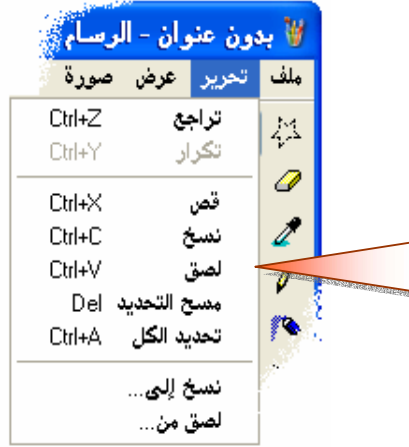 بدون عنوان - الرسام
ملف تحرير عرض صورة
تراجع Ctrl+Z
تكرار Ctrl+Y
قص Ctrl+X
نسخ Ctrl+C
لصق Ctrl+V
مسح التحديد Del
تحديد الكل Ctrl+A
نسخ إلى...
لصق من...